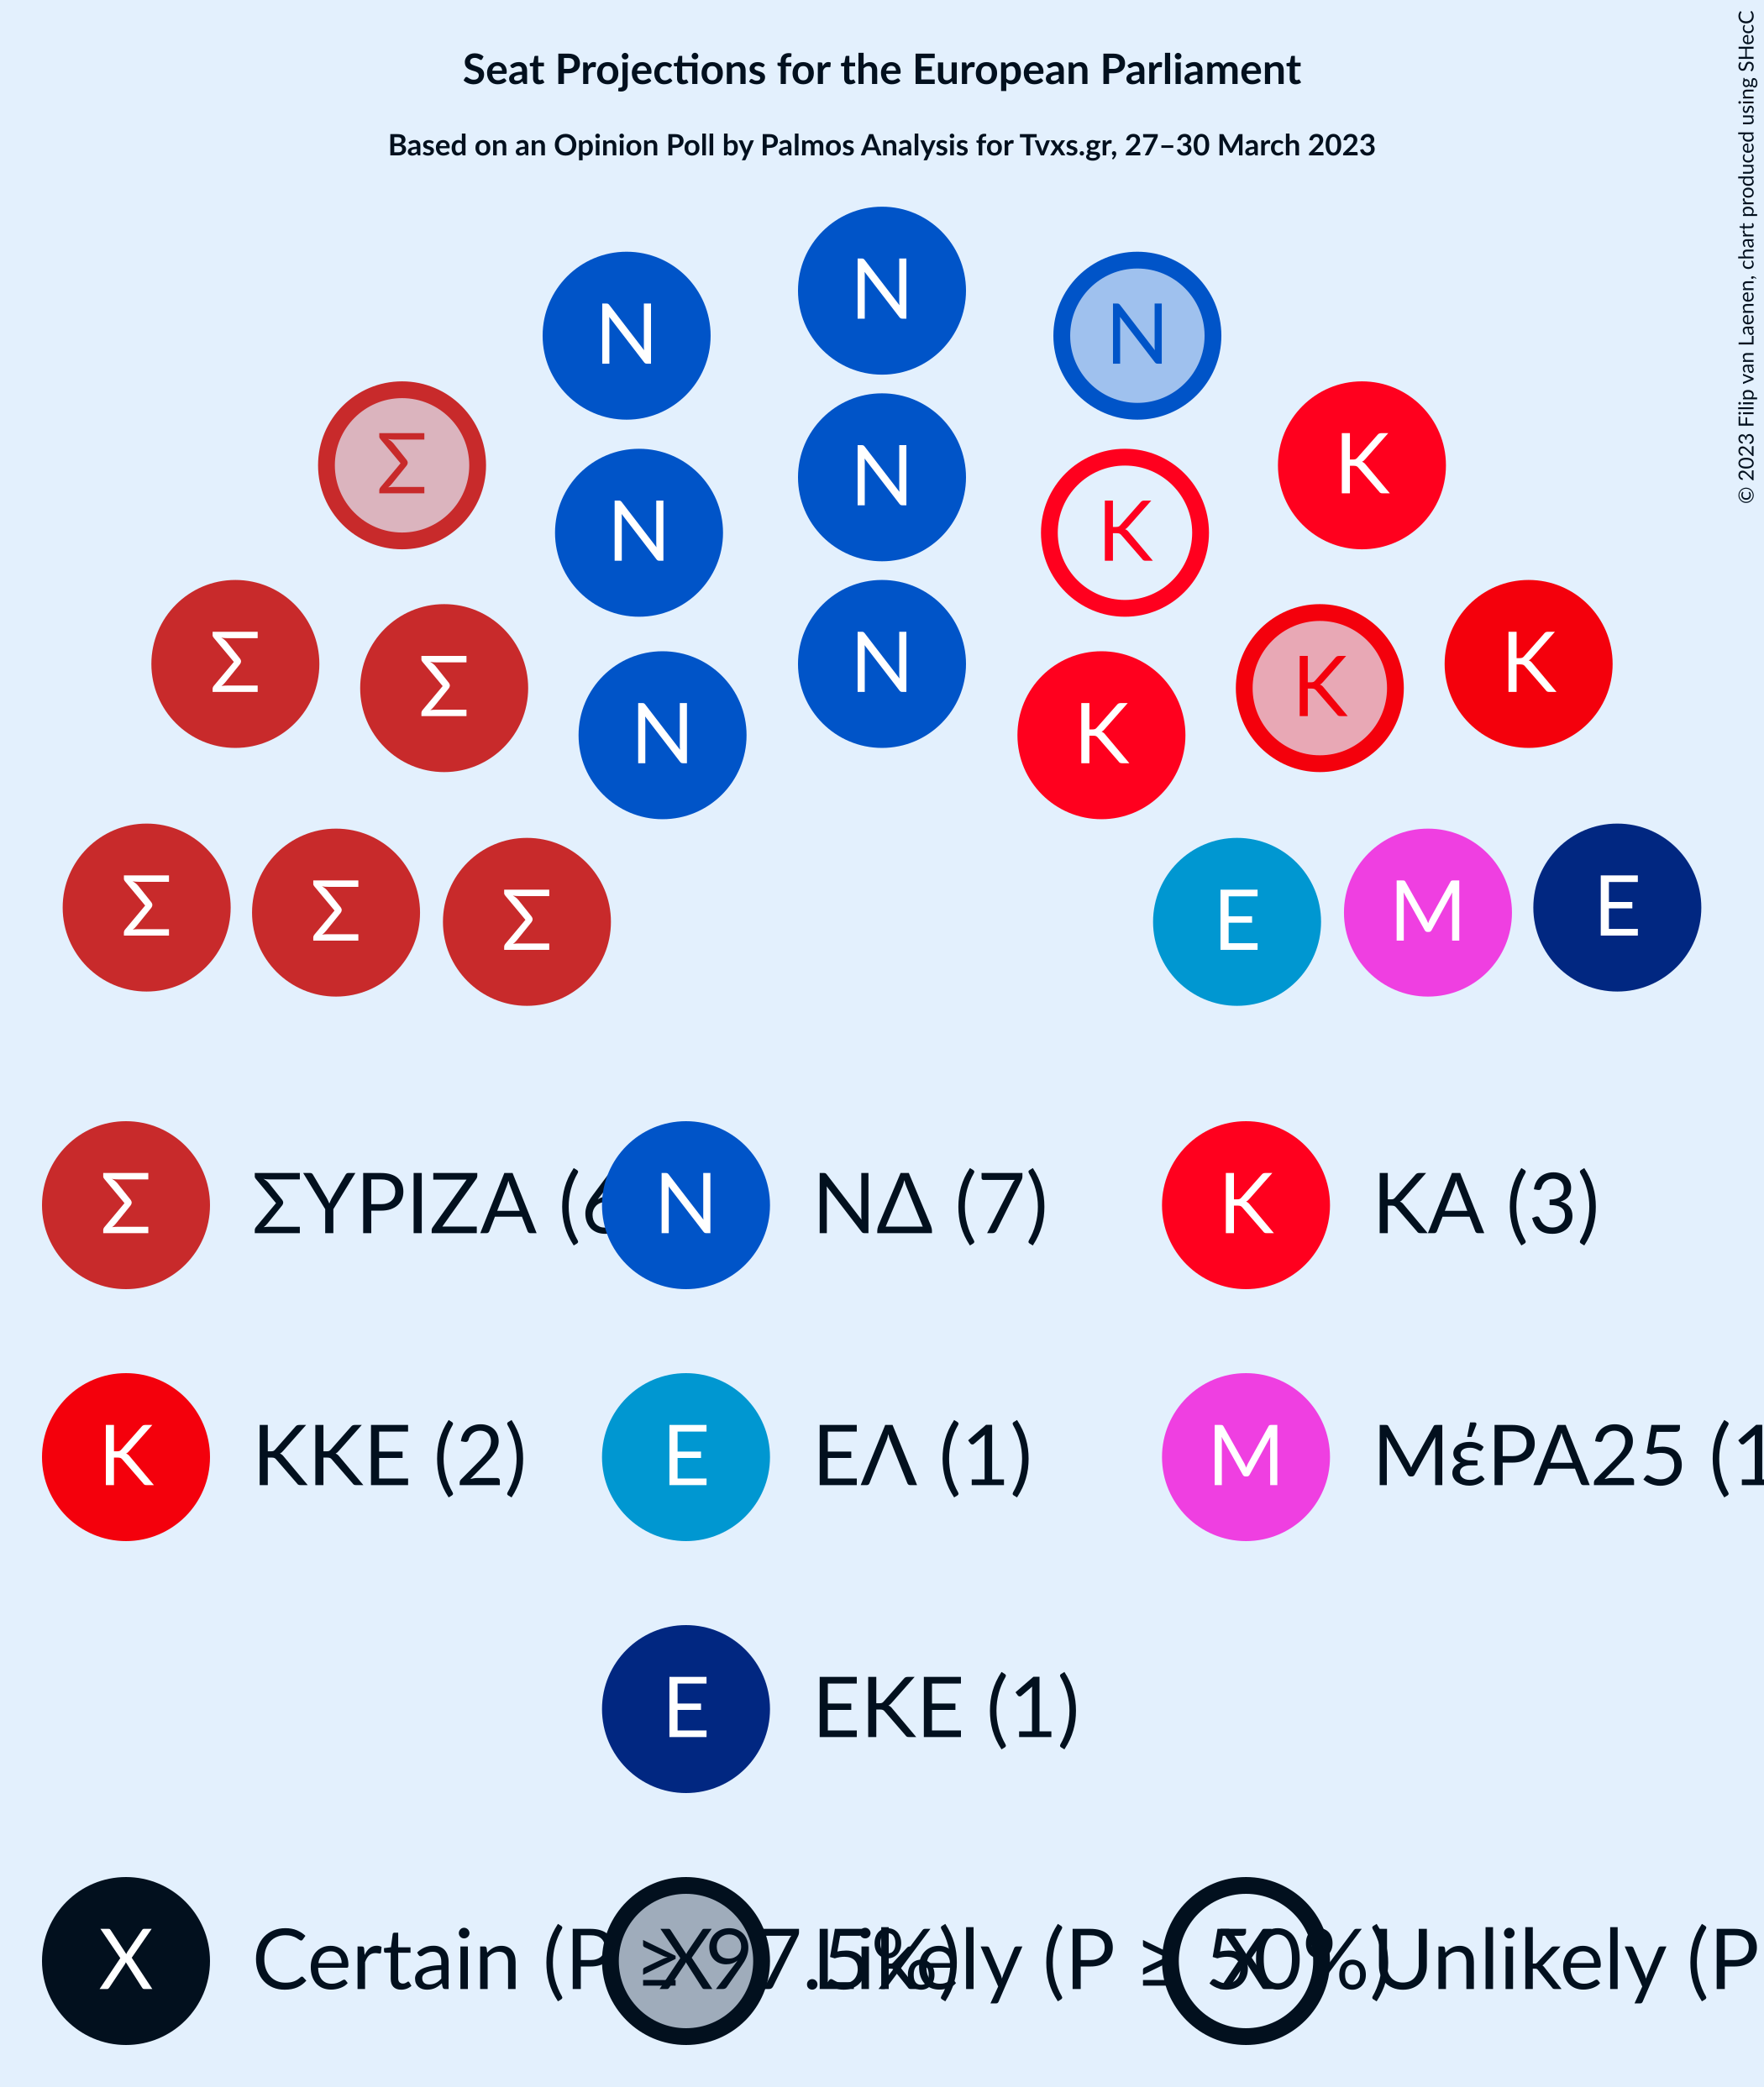 Seat Projections for the European Parliament
Based on an Opinion Poll by Palmos Analysis for Tvxs.gr, 27–30 March 2023
© 2023 Filip van Laenen, chart produced using SHecC
N
N N
Σ N K
N K
Σ Σ N K K
N K
Σ Σ Σ E M E
Σ ΣΥΡΙΖΑ (6 N ΝΔ (7) K ΚΑ (3)
K ΚΚΕ (2) E ΕΛ (1) M ΜέΡΑ25 (1
E ΕΚΕ (1)
X Certain (P ≥ 97.5%) X Likely (P ≥ 50%) X Unlikely (P